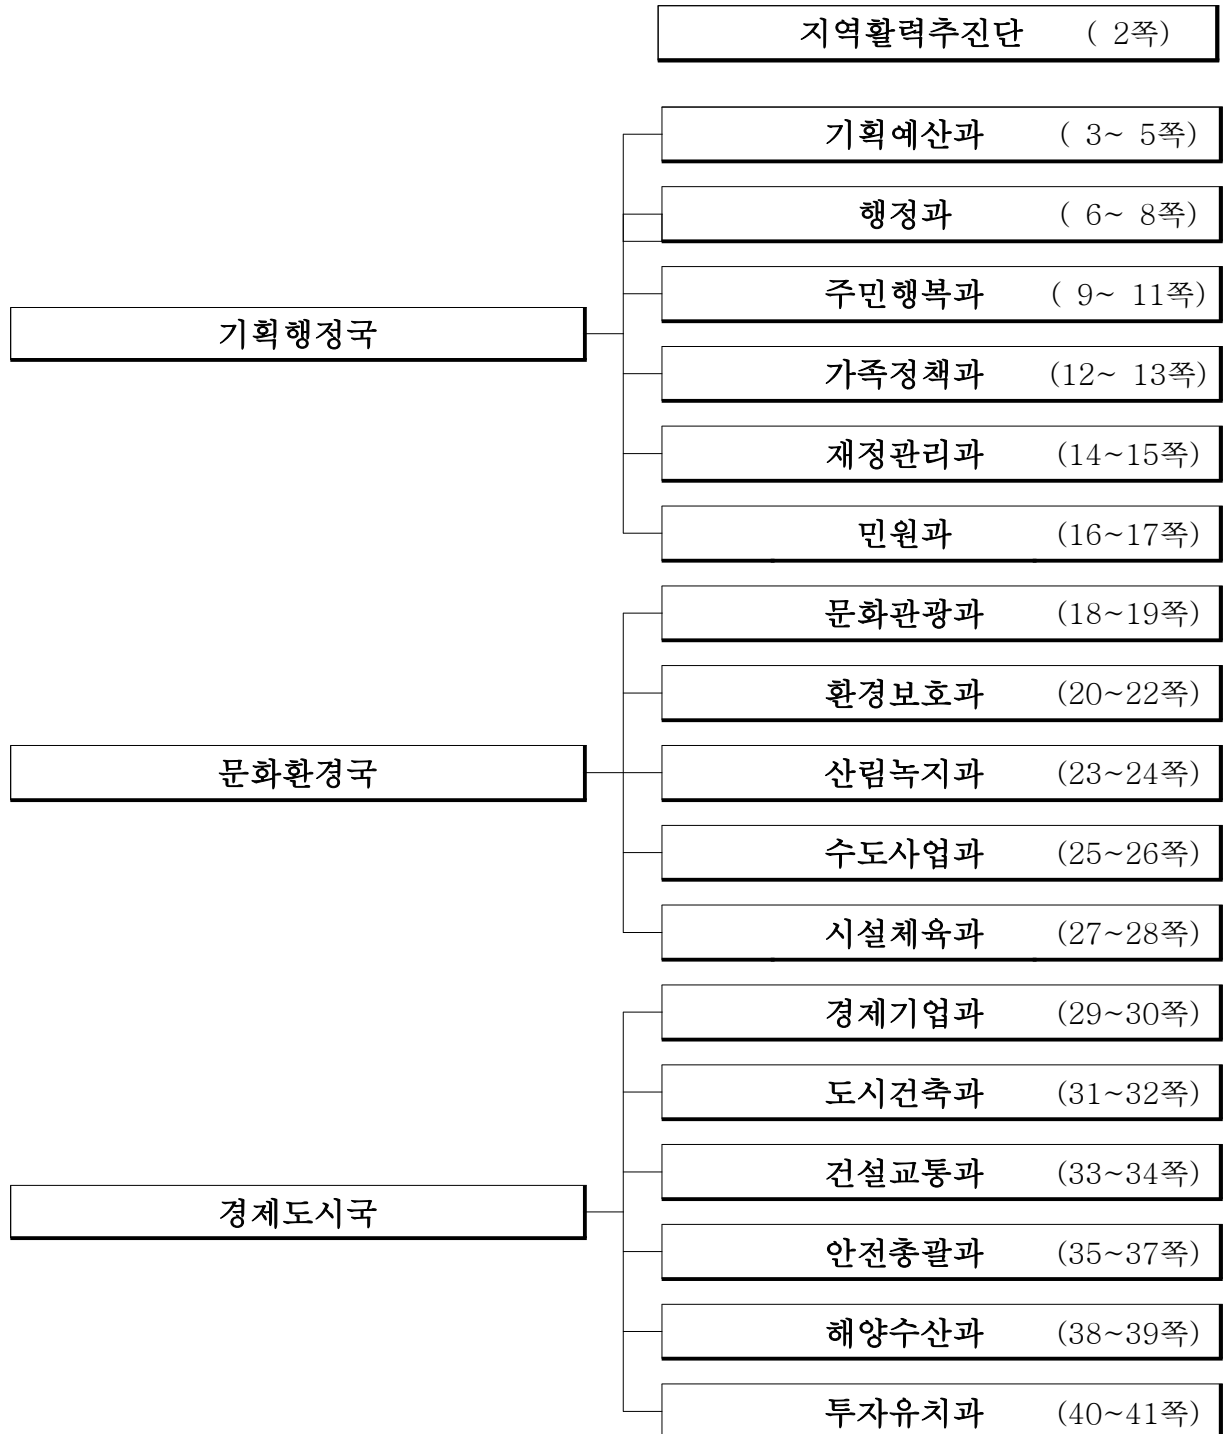 지역활력추진단 ( 2쪽)
기획예산과 ( 3~ 5쪽)
행정과 ( 6~ 8쪽)
주민행복과 ( 9~ 11쪽)
기획행정국
가족정책과 (12~ 13쪽)
재정관리과 (14~15쪽)
민원과 (16~17쪽)
문화관광과 (18~19쪽)
환경보호과 (20~22쪽)
문화환경국
산림녹지과 (23~24쪽)
수도사업과 (25~26쪽)
시설체육과 (27~28쪽)
경제기업과 (29~30쪽)
도시건축과 (31~32쪽)
건설교통과 (33~34쪽)
경제도시국
안전총괄과 (35~37쪽)
해양수산과 (38~39쪽)
투자유치과 (40~41쪽)